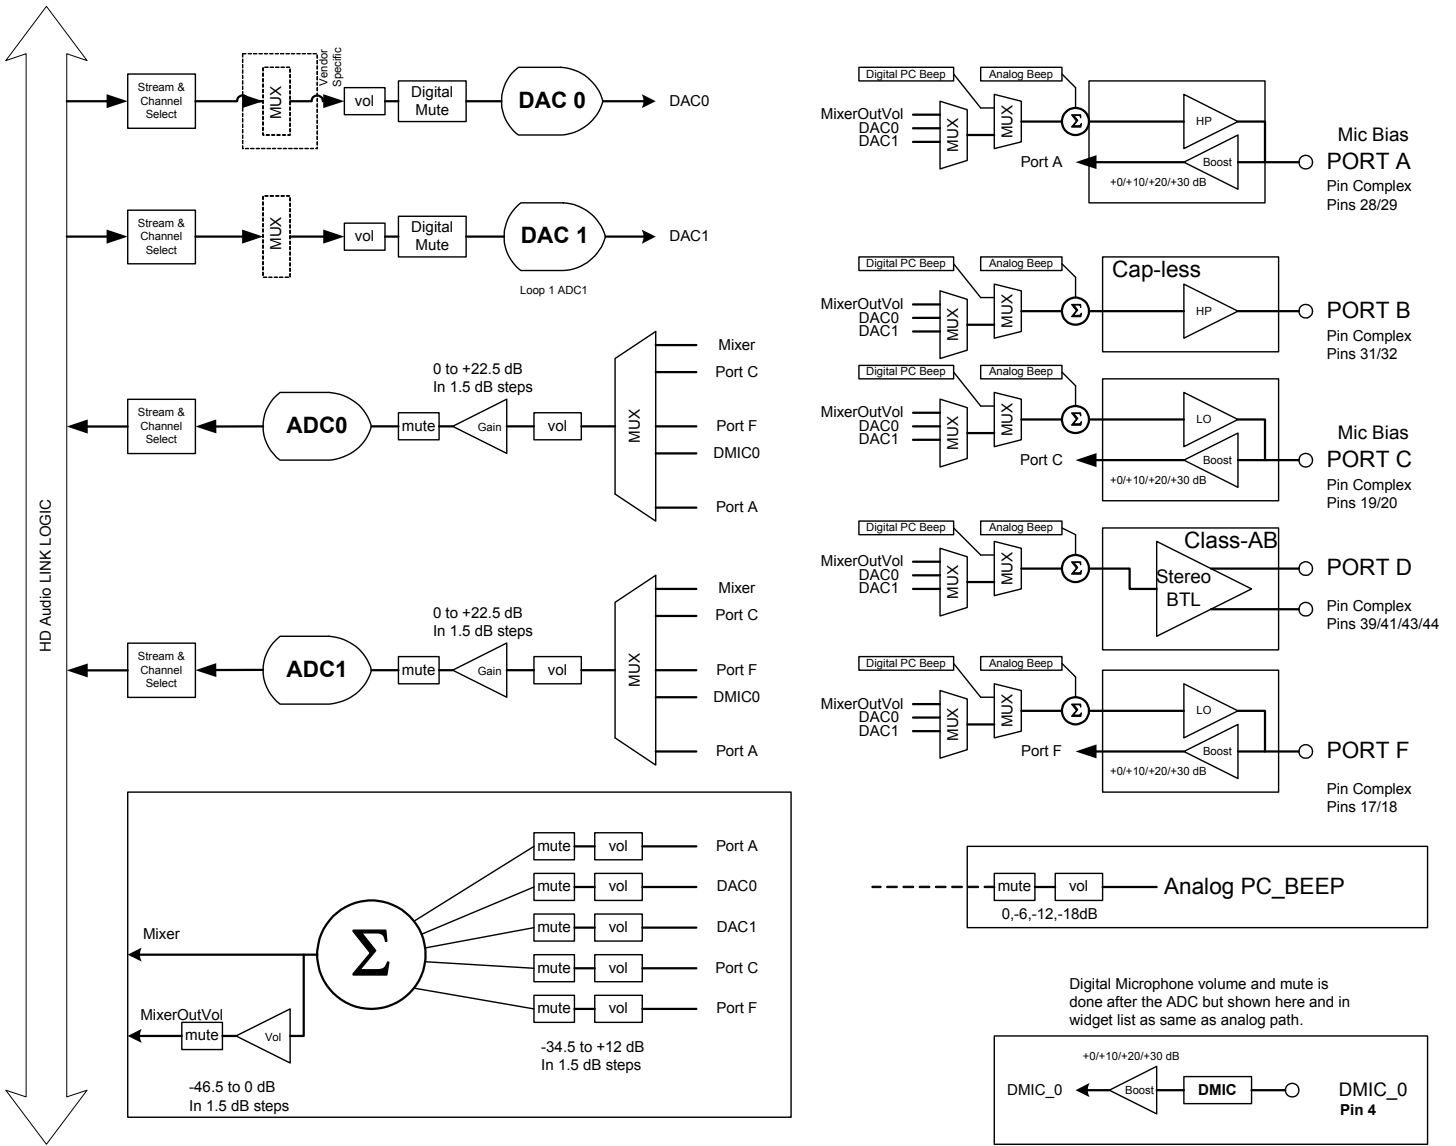 HD Audio LINK LOGIC
Stream &
Channel
Select
MUX
Vendor
Specific
vol
Digital
Mute
DAC 0
DAC0
Stream &
Channel
Select
MUX
vol
Digital
Mute
DAC 1
DAC1
Loop 1 ADC1
Stream &
Channel
Select
ADC0
mute
0 to +22.5 dB
In 1.5 dB steps
Gain
vol
MUX
Mixer
Port C
Port F
DMIC0
Port A
Stream &
Channel
Select
ADC1
mute
0 to +22.5 dB
In 1.5 dB steps
Gain
vol
MUX
Mixer
Port C
Port F
DMIC0
Port A
Mixer
MixerOutVol
mute
Vol
-46.5 to 0 dB
In 1.5 dB steps
Σ
mute
vol
Port A
mute
vol
DAC0
mute
vol
DAC1
mute
vol
Port C
mute
vol
Port F
-34.5 to +12 dB
In 1.5 dB steps
Digital PC Beep
Analog Beep
MixerOutVol
DAC0
DAC1
MUX
MUX
Σ
HP
Port A
Boost
+0/+10/+20/+30 dB
Mic Bias
PORT A
Pin Complex
Pins 28/29
Digital PC Beep
Analog Beep
MixerOutVol
DAC0
DAC1
MUX
MUX
Σ
Cap-less
HP
PORT B
Pin Complex
Pins 31/32
Digital PC Beep
Analog Beep
MixerOutVol
DAC0
DAC1
MUX
MUX
Σ
LO
Port C
Boost
+0/+10/+20/+30 dB
Mic Bias
PORT C
Pin Complex
Pins 19/20
Digital PC Beep
Analog Beep
MixerOutVol
DAC0
DAC1
MUX
MUX
Σ
Class-AB
Stereo
BTL
PORT D
Pin Complex
Pins 39/41/43/44
Digital PC Beep
Analog Beep
MixerOutVol
DAC0
DAC1
MUX
MUX
Σ
LO
Port F
Boost
+0/+10/+20/+30 dB
PORT F
Pin Complex
Pins 17/18
mute
vol
Analog PC_BEEP
0,-6,-12,-18dB
Digital Microphone volume and mute is
done after the ADC but shown here and in
widget list as same as analog path.
+0/+10/+20/+30 dB
DMIC_0
Boost
DMIC
DMIC_0
Pin 4